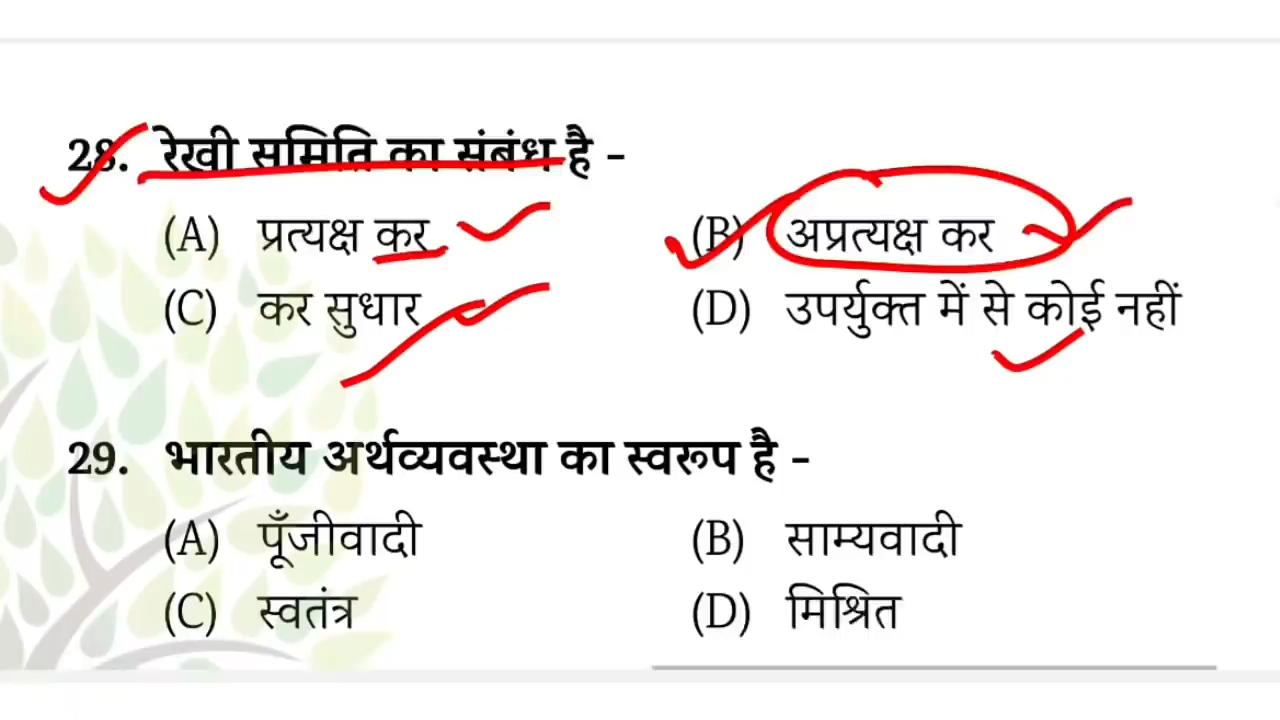 28. रेखी समिति का संबंध है -
(A) प्रत्यक्ष कर (B) अप्रत्यक्ष कर
(C) कर सुधार (D) उपर्युक्त में से कोई नहीं
29. भारतीय अर्थव्यवस्था का स्वरूप है -
(A) पूँजीवादी (B) साम्यवादी
(C) स्वतंत्र (D) मिश्रित